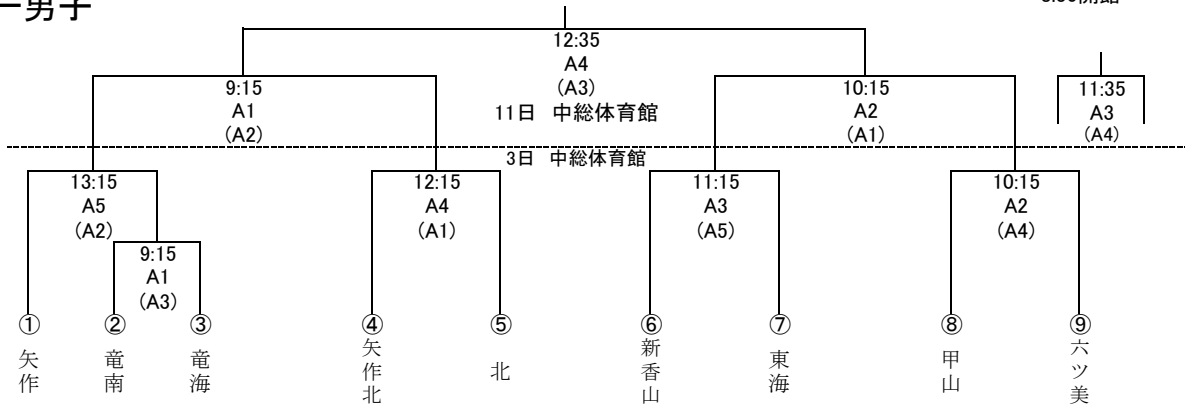 ー男子
12:35
A4
(A3)
11日 中総体育館
9:15
A1
(A2)
10:15
A2
(A1)
11:35
A3
(A4)
3日 中総体育館
13:15
A5
(A2)
12:15
A4
(A1)
11:15
A3
(A5)
10:15
A2
(A4)
9:15
A1
(A3)
① ② ③ ④ ⑤ ⑥ ⑦ ⑧ ⑨
矢作
竜南
竜海
矢作北
北
新香山
東海
甲山
六ツ美